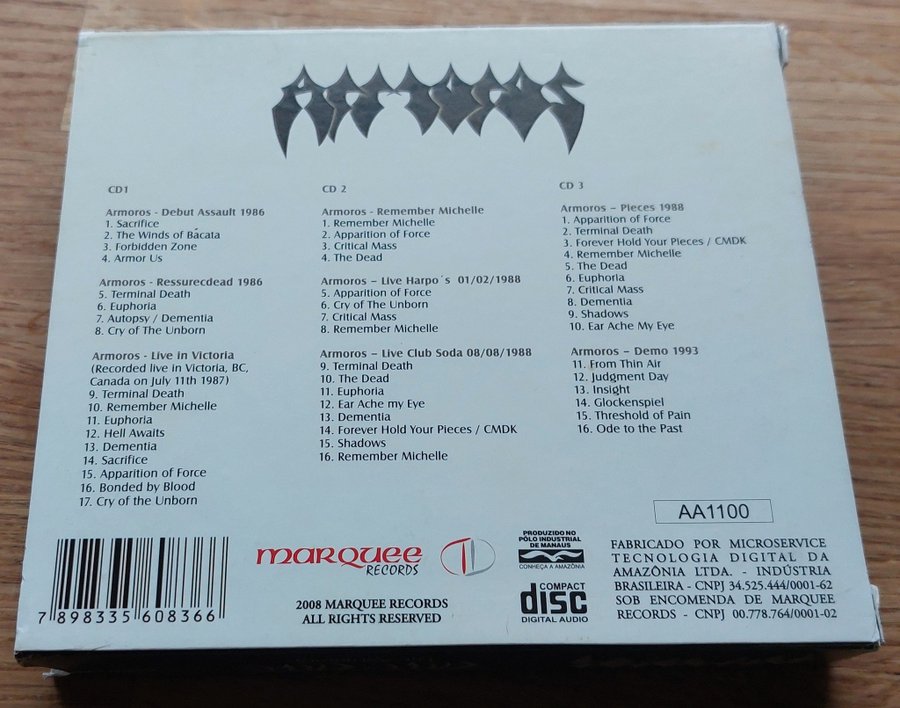 Armoros
CD1
Armoros - Debut Assault 1986
1. Sacrifice
2. The Winds of Bácata
3. Forbidden Zone
4. Armor Us
Armoros - Ressurecdead 1986
5. Terminal Death
6. Euphoria
7. Autopsy / Dementia
8. Cry of The Unborn
Armoros - Live in Victoria
(Recorded live in Victoria, BC,
Canada on July 11th 1987)
9. Terminal Death
10. Remember Michelle
11. Euphoria
12. Hell Awaits
13. Dementia
14. Sacrifice
15. Apparition of Force
16. Bonded by Blood
17. Cry of the Unborn
CD 2
Armoros - Remember Michelle
1. Remember Michelle
2. Apparition of Force
3. Critical Mass
4. The Dead
Armoros – Live Harpo´s 01/02/1988
5. Apparition of Force
6. Cry of The Unborn
7. Critical Mass
8. Remember Michelle
Armoros – Live Club Soda 08/08/1988
9. Terminal Death
10. The Dead
11. Euphoria
12. Ear Ache my Eye
13. Dementia
14. Forever Hold Your Pieces / CMDK
15. Shadows
16. Remember Michelle
CD 3
Armoros – Pieces 1988
1. Apparition of Force
2. Terminal Death
3. Forever Hold Your Pieces / CMDK
4. Remember Michelle
5. The Dead
6. Euphoria
7. Critical Mass
8. Dementia
9. Shadows
10. Ear Ache My Eye
Armoros – Demo 1993
11. From Thin Air
12. Judgment Day
13. Insight
14. Glockenspiel
15. Threshold of Pain
16. Ode to the Past
7 898335 608366
marquee
RECORDS
2008 MARQUEE RECORDS
ALL RIGHTS RESERVED
PRODUZIDO NO
PÓLO INDUSTRIAL
DE MANAUS
CONHEÇA A AMAZÔNIA
COMPACT
disc
DIGITAL AUDIO
AA1100
FABRICADO POR MICROSERVICE
TECNOLOGIA DIGITAL DA
AMAZÔNIA LTDA. - INDÚSTRIA
BRASILEIRA - CNPJ 34.525.444/0001-62
SOB ENCOMENDA DE MARQUEE
RECORDS - CNPJ 00.778.764/0001-02